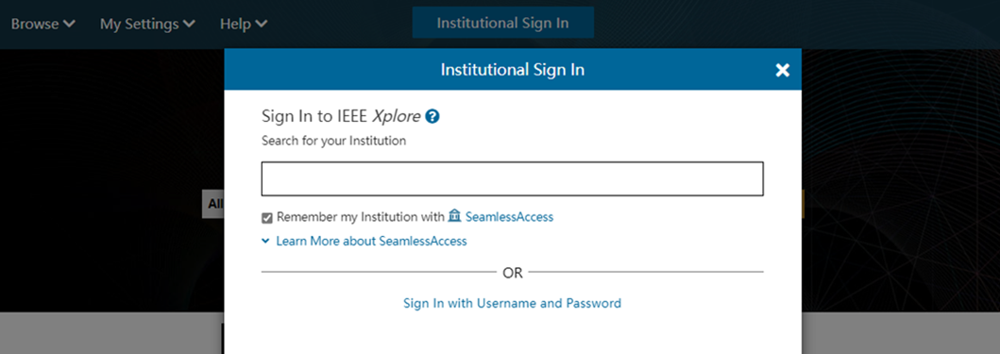 Browse My Settings Help Institutional Sign In
Institutional Sign In
Sign In to IEEE Xplore
Search for your Institution
All
Remember my Institution with SeamlessAccess
Learn More about SeamlessAccess
OR
Sign In with Username and Password